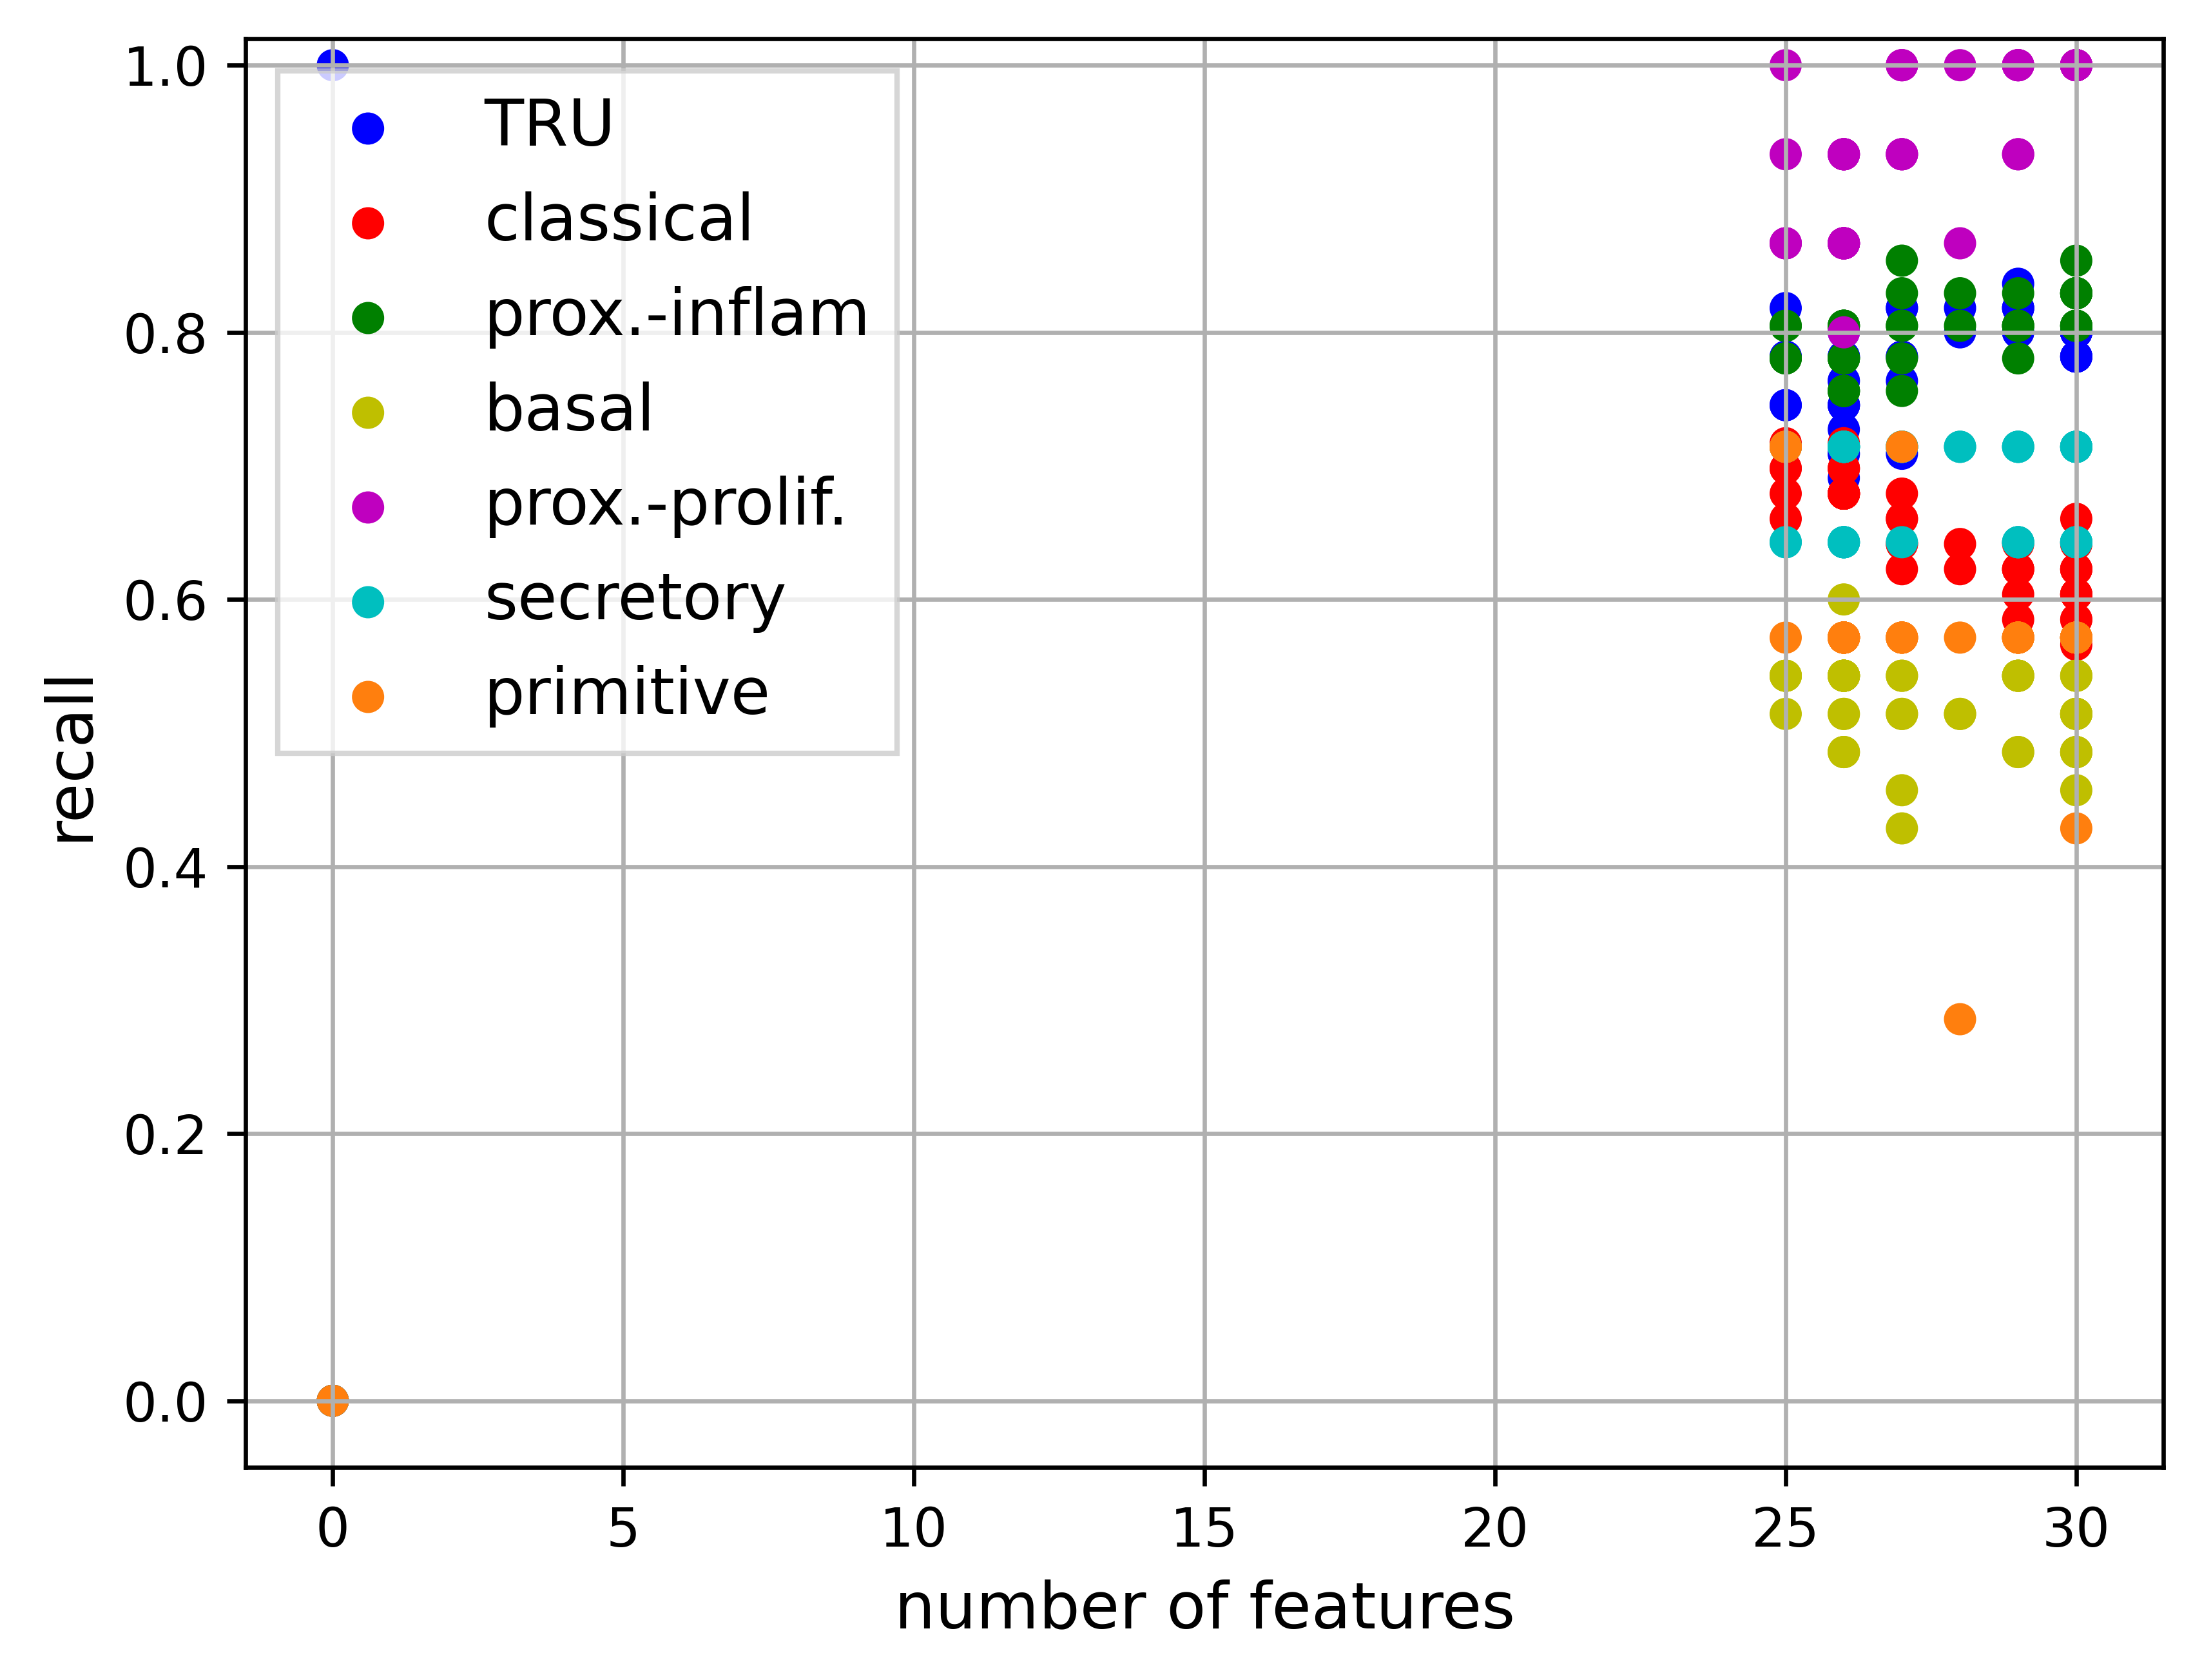 1.0
0.8
0.6
0.4
0.2
0.0
recall
TRU
classical
prox.-inflam
basal
prox.-prolif.
secretory
primitive
0 5 10 15 20 25 30
number of features